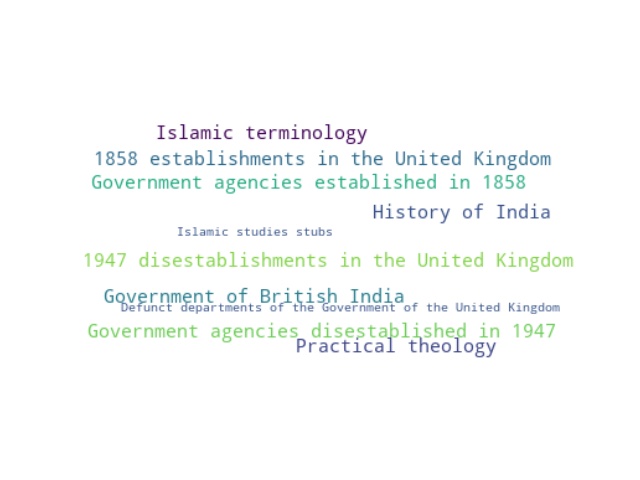 Islamic terminology
1858 establishments in the United Kingdom
Government agencies established in 1858
History of India
Islamic studies stubs
1947 disestablishments in the United Kingdom
Government of British India
Defunct departments of the Government of the United Kingdom
Government agencies disestablished in 1947
Practical theology